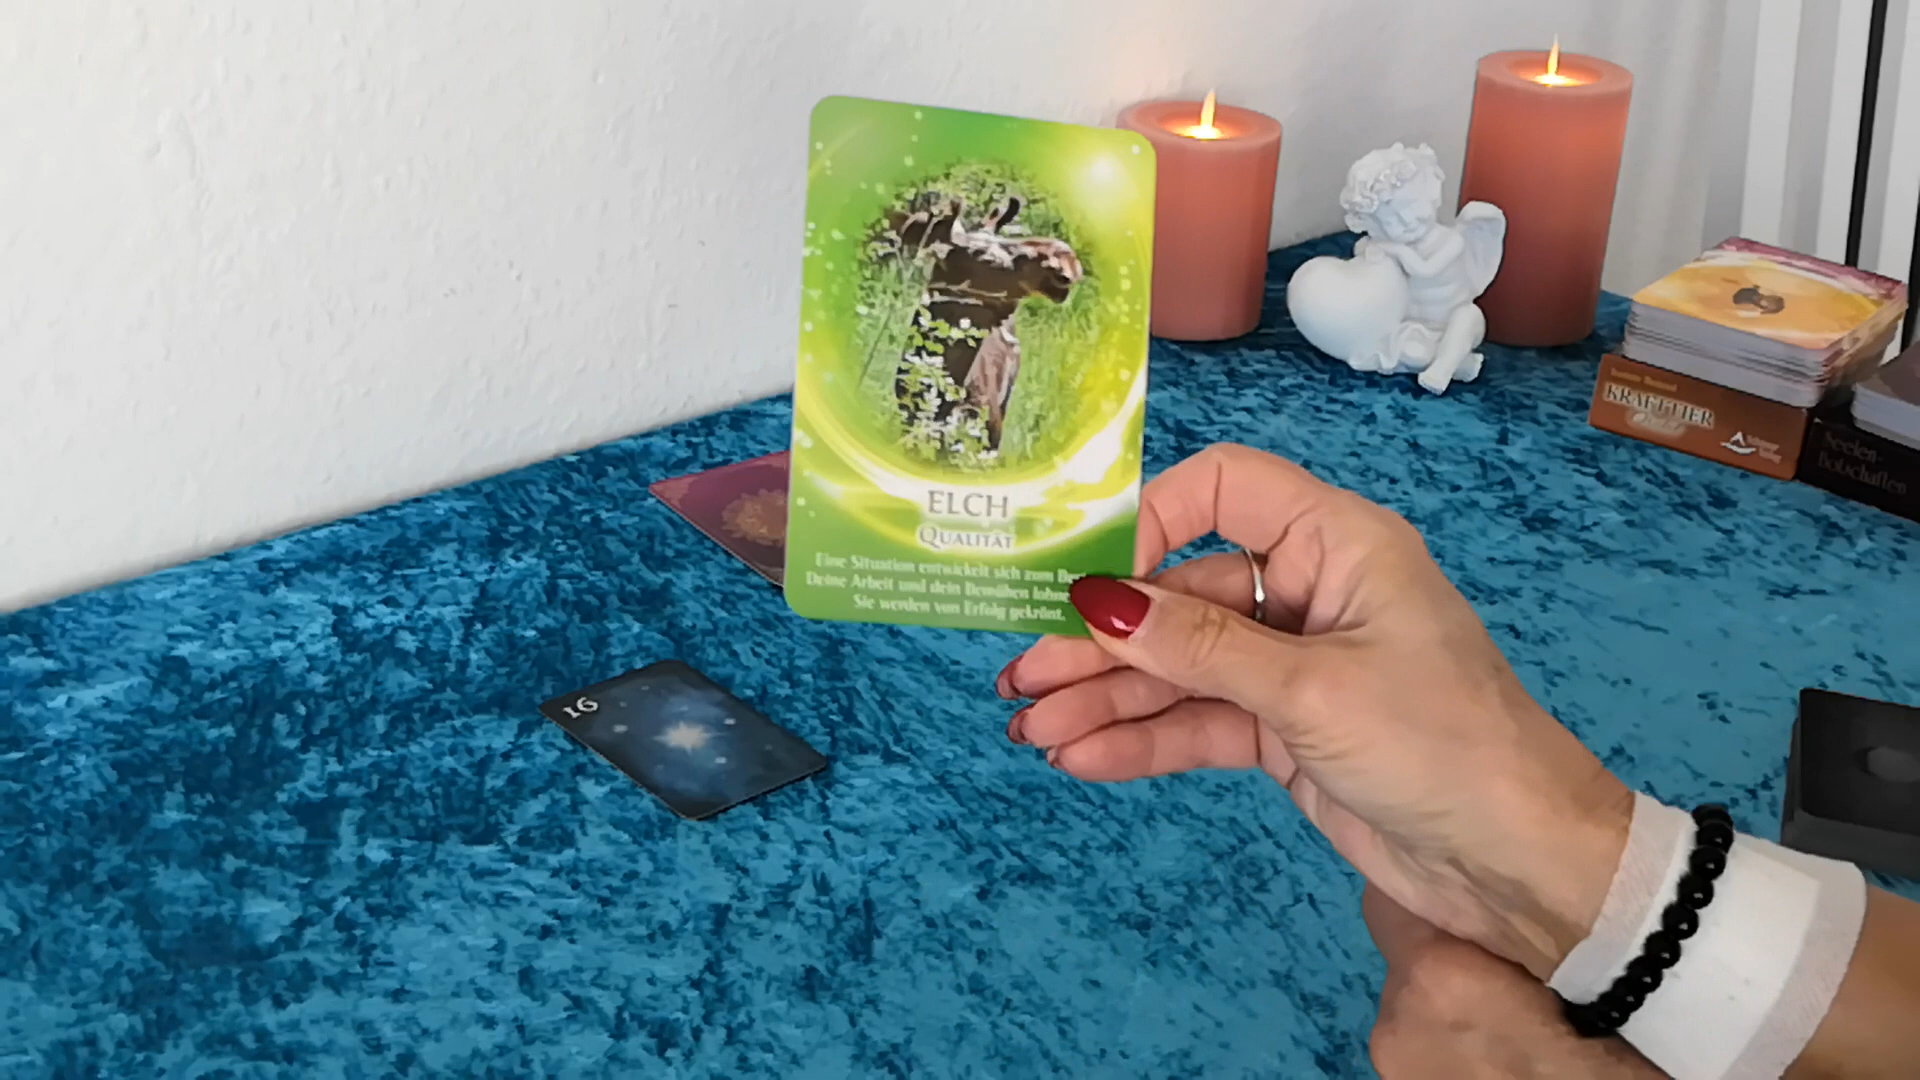 ELCH
QUALITÄT
Eine Situation entwickelt sich zum
Deine Arbeit und dein Bemühen
Sie werden von Erfolg gekrönt.
16
KRAFTTIER
Seelen-
Botschaften